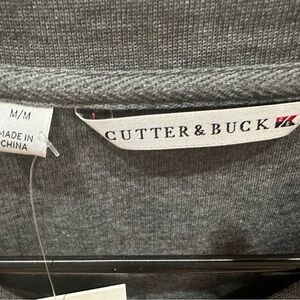 M/M
MADE IN
CHINA
CUTTER & BUCK